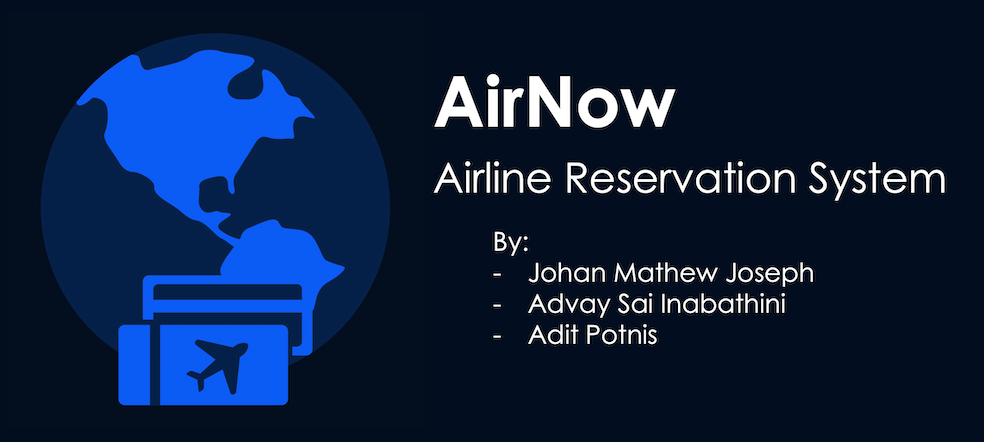 AirNow
Airline Reservation System
By:
- Johan Mathew Joseph
- Advay Sai Inabathini
- Adit Potnis